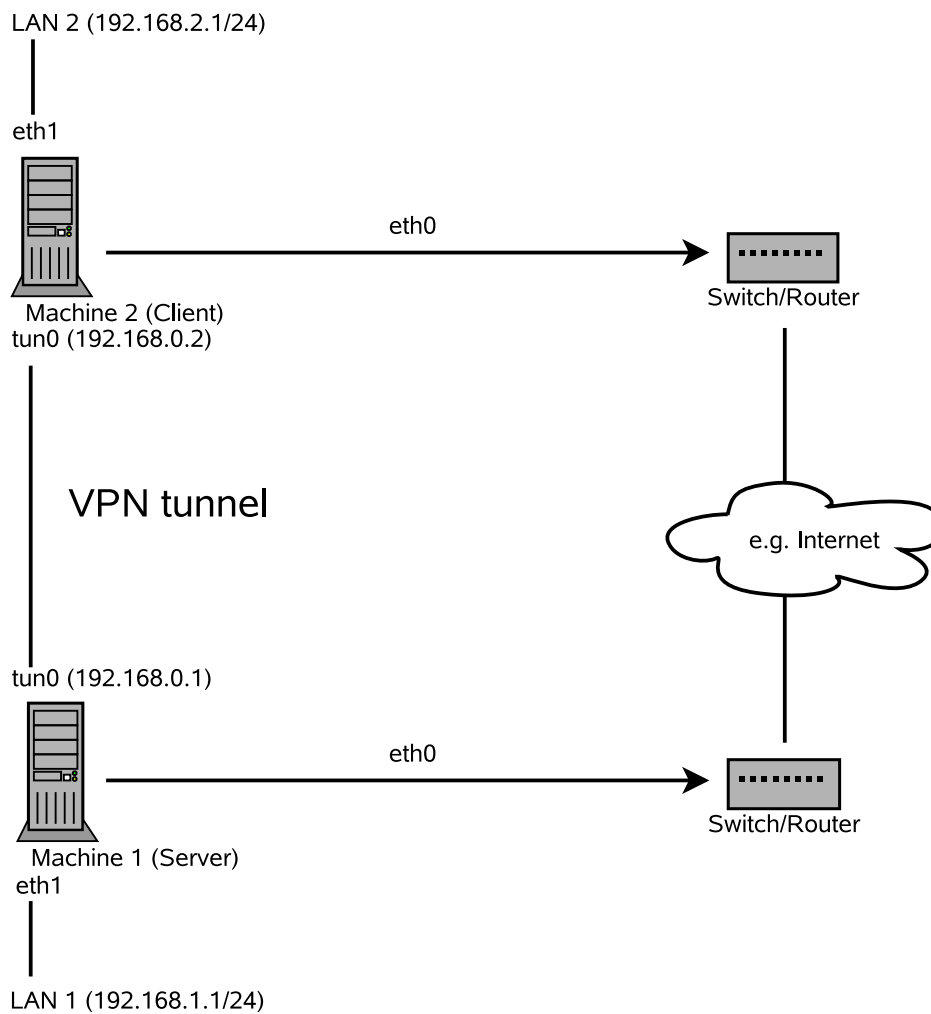 LAN 2 (192.168.2.1/24)
eth1
eth0
Machine 2 (Client)
Switch/Router
tun0 (192.168.0.2)
VPN tunnel
e.g. Internet
tun0 (192.168.0.1)
eth0
Switch/Router
Machine 1 (Server)
eth1
LAN 1 (192.168.1.1/24)